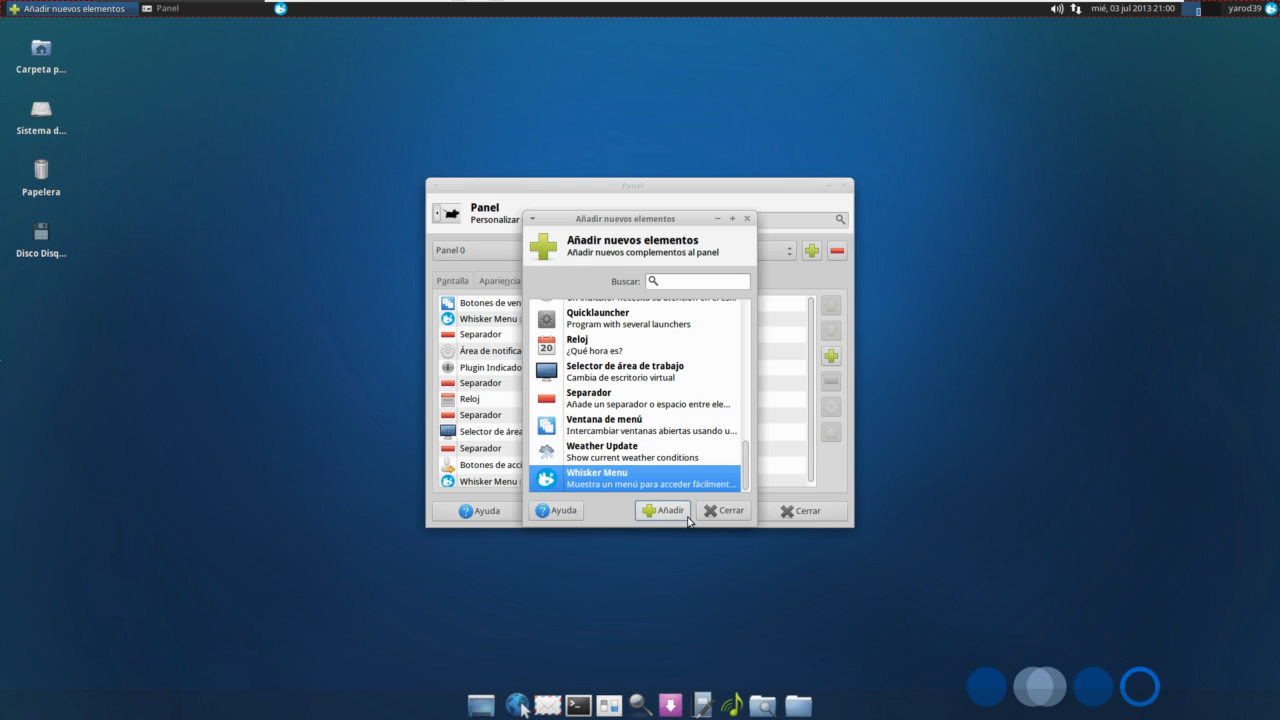 Añadir nuevos elementos
Panel
mié, 03 jul 2013 21:00
yarod39
Carpeta p...
Sistema d...
Papelera
Disco Disq...
Panel
Panel
Personalizar
Panel 0
Pantalla
Apariencia
Botones de ven
Whisker Menu
Separador
Área de notifica
Plugin Indicado
Separador
Reloj
Separador
Selector de área
Separador
Botones de acci
Whisker Menu
Ayuda
Cerrar
Añadir nuevos elementos
Añadir nuevos elementos
Añadir nuevos complementos al panel
Buscar:
Quicklauncher
Program with several launchers
20
Reloj
¿Qué hora es?
Selector de área de trabajo
Cambia de escritorio virtual
Separador
Añade un separador o espacio entre ele...
Ventana de menú
Intercambiar ventanas abiertas usando u...
Weather Update
Show current weather conditions
Whisker Menu
Muestra un menú para acceder fácilment...
Ayuda
Añadir
Cerrar